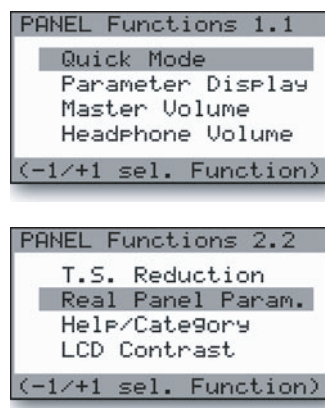 PANEL Functions 1.1
Quick Mode
Parameter Display
Master Volume
Headphone Volume
(-1/+1 sel. Function)
PANEL Functions 2.2
T.S. Reduction
Real Panel Param.
Help/Category
LCD Contrast
(-1/+1 sel. Function)